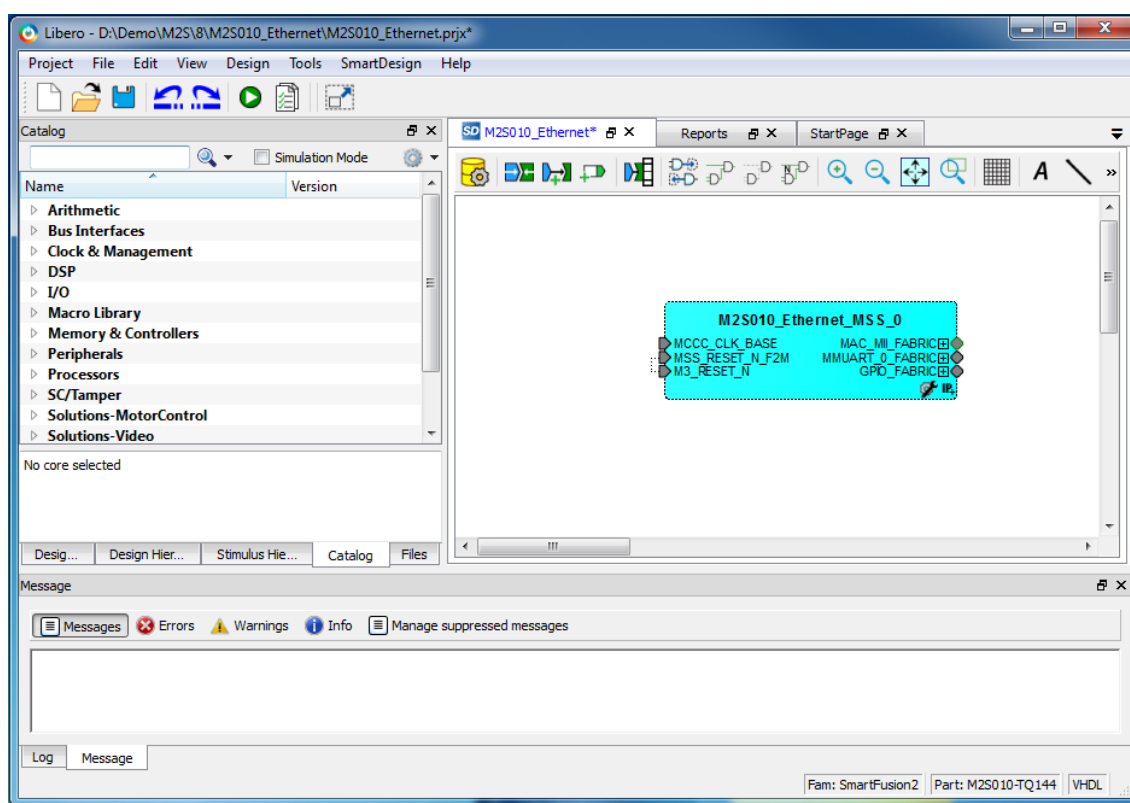 Libero - D:\Demo\M2S\8\M2S010_Ethernet\M2S010_Ethernet.prjx*
Project File Edit View Design Tools SmartDesign Help
Catalog
Simulation Mode
Name Version
Arithmetic
Bus Interfaces
Clock & Management
DSP
I/O
Macro Library
Memory & Controllers
Peripherals
Processors
SC/Tamper
Solutions-MotorControl
Solutions-Video
No core selected
Desig... Design Hier... Stimulus Hie... Catalog Files
SD M2S010_Ethernet* Reports StartPage
N A »
M2S010_Ethernet_MSS_0
MCCC_CLK_BASE MAC_MII_FABRIC
MSS_RESET_N_F2M MMUART_0_FABRIC
M3_RESET_N GPIO_FABRIC
IP
Message
Messages Errors Warnings Info Manage suppressed messages
Log Message
Fam: SmartFusion2 Part: M2S010-TQ144 VHDL